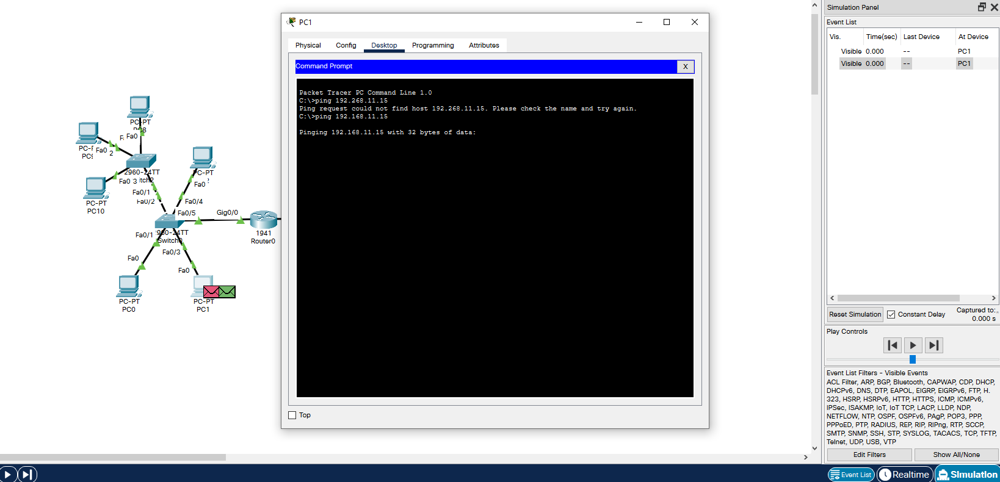 PC1
Physical Config Desktop Programming Attributes
Command Prompt X
Packet Tracer PC Command Line 1.0
C:\>ping 192.268.11.15
Ping request could not find host 192.268.11.15. Please check the name and try again.
C:\>ping 192.168.11.15
Pinging 192.168.11.15 with 32 bytes of data:
Top
PC-PT
Fa0
Fa0
2
3
2960-24TT
Fa0
PC-PT
PC10
Fa0/1
Fa0/2
PC-PT
Fa0
Fa0/4
Fa0/5
Gig0/0
1941
Router0
Fa0/1
2960-24TT
Switch0
Fa0/3
Fa0
Fa0
PC-PT
PC0
PC-PT
PC1
Simulation Panel
Event List
Vis. Time(sec) Last Device At Device
Visible 0.000 -- PC1
Visible 0.000 -- PC1
Reset Simulation Constant Delay Captured to:
0.000 s
Play Controls
Event List Filters - Visible Events
ACL Filter, ARP, BGP, Bluetooth, CAPWAP, CDP, DHCP,
DHCPv6, DNS, DTP, EAPOL, EIGRP, EIGRPv6, FTP, H.
323, HSRP, HSRPv6, HTTP, HTTPS, ICMP, ICMPv6,
IPSec, ISAKMP, IoT, IoT TCP, LACP, LLDP, NDP,
NETFLOW, NTP, OSPF, OSPFv6, PAgP, POP3, PPP,
PPPoED, PTP, RADIUS, REP, RIP, RIPng, RTP, SCCP,
SMTP, SNMP, SSH, STP, SYSLOG, TACACS, TCP, TFTP,
Telnet, UDP, USB, VTP
Edit Filters Show All/None
Event List Realtime Simulation